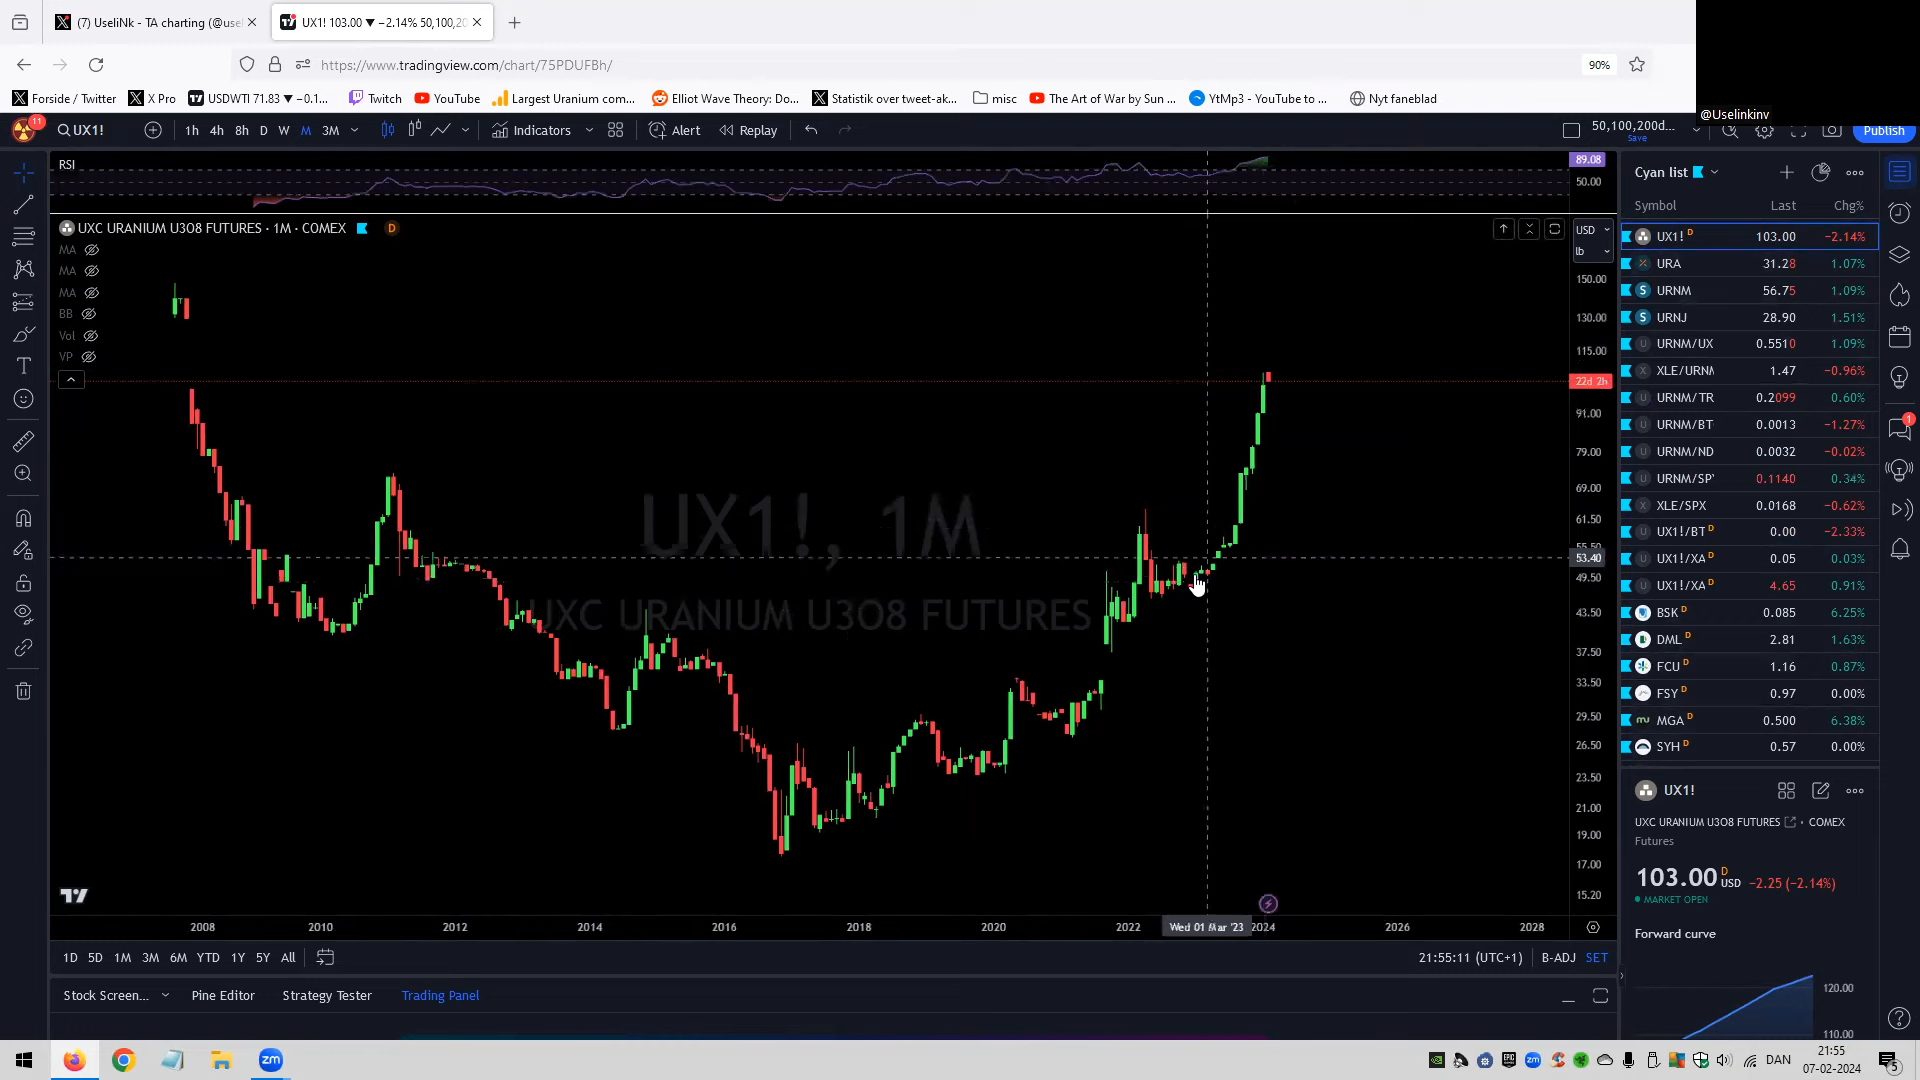 (7) UseliNk - TA charting (@use
UX1! 103.00 ▼ −2.14% 50,100,20
https://www.tradingview.com/chart/75PDUFBh/
90%
Forside / Twitter
X Pro
USDWTI 71.83 ▼ −0.1...
Twitch
YouTube
Largest Uranium com...
Elliot Wave Theory: Do...
Statistik over tweet-ak...
misc
The Art of War by Sun ...
YtMp3 - YouTube to ...
Nyt faneblad
@Uselinkinv
11
UX1!
1h 4h 8h D W M 3M
Indicators
Alert
Replay
50,100,200d...
Save
Publish
RSI
89.08
50.00
UXC URANIUM U3O8 FUTURES · 1M · COMEX
D
MA
MA
MA
BB
Vol
VP
USD
lb
150.00
130.00
115.00
22d 2h
91.00
79.00
69.00
61.50
55.50
53.40
49.50
43.50
37.50
33.50
29.50
26.50
23.50
21.00
19.00
17.00
15.20
UX1!, 1M
UXC URANIUM U3O8 FUTURES
2008 2010 2012 2014 2016 2018 2020 2022 Wed 01 Mar '23 2024 2026 2028
1D 5D 1M 3M 6M YTD 1Y 5Y All
21:55:11 (UTC+1)
B-ADJ
SET
Stock Screen...
Pine Editor
Strategy Tester
Trading Panel
Cyan list
Symbol Last Chg%
UX1! D 103.00 −2.14%
URA 31.28 1.07%
URNM 56.75 1.09%
URNJ 28.90 1.51%
URNM/UX 0.5510 1.09%
XLE/URNM 1.47 −0.96%
URNM/TR 0.2099 0.60%
URNM/BT 0.0013 −1.27%
URNM/ND 0.0032 −0.02%
URNM/SP 0.1140 0.34%
XLE/SPX 0.0168 −0.62%
UX1!/BT D 0.00 −2.33%
UX1!/XA D 0.05 0.03%
UX1!/XA D 4.65 0.91%
BSK D 0.085 6.25%
DML D 2.81 1.63%
FCU D 1.16 0.87%
FSY D 0.97 0.00%
MGA D 0.500 6.38%
SYH D 0.57 0.00%
UX1!
UXC URANIUM U3O8 FUTURES · COMEX
Futures
103.00 D USD −2.25 (−2.14%)
MARKET OPEN
Forward curve
120.00
110.00
1
DAN
21:55
07-02-2024
5